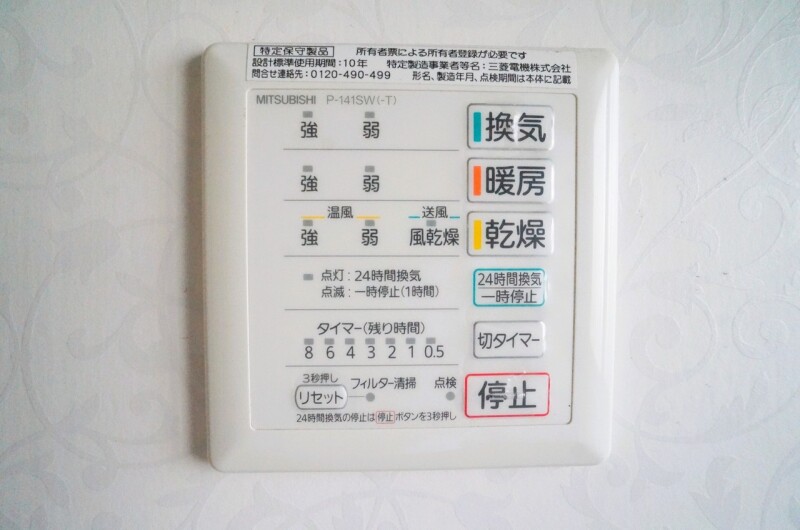 特定保守製品 所有者票による所有者登録が必要です
設計標準使用期間:10年 特定製造事業者等名:三菱電機株式会社
問合せ連絡先:0120-490-499 形名、製造年月、点検期間は本体に記載
MITSUBISHI P-141SW(-T)
強 弱 換気
強 弱 暖房
温風 送風
強 弱 風乾燥 乾燥
点灯:24時間換気
点滅:一時停止(1時間)
24時間換気
一時停止
タイマー(残り時間)
8 6 4 3 2 1 0.5
切タイマー
3秒押し
リセット フィルター清掃 点検
停止
24時間換気の停止は停止ボタンを3秒押し